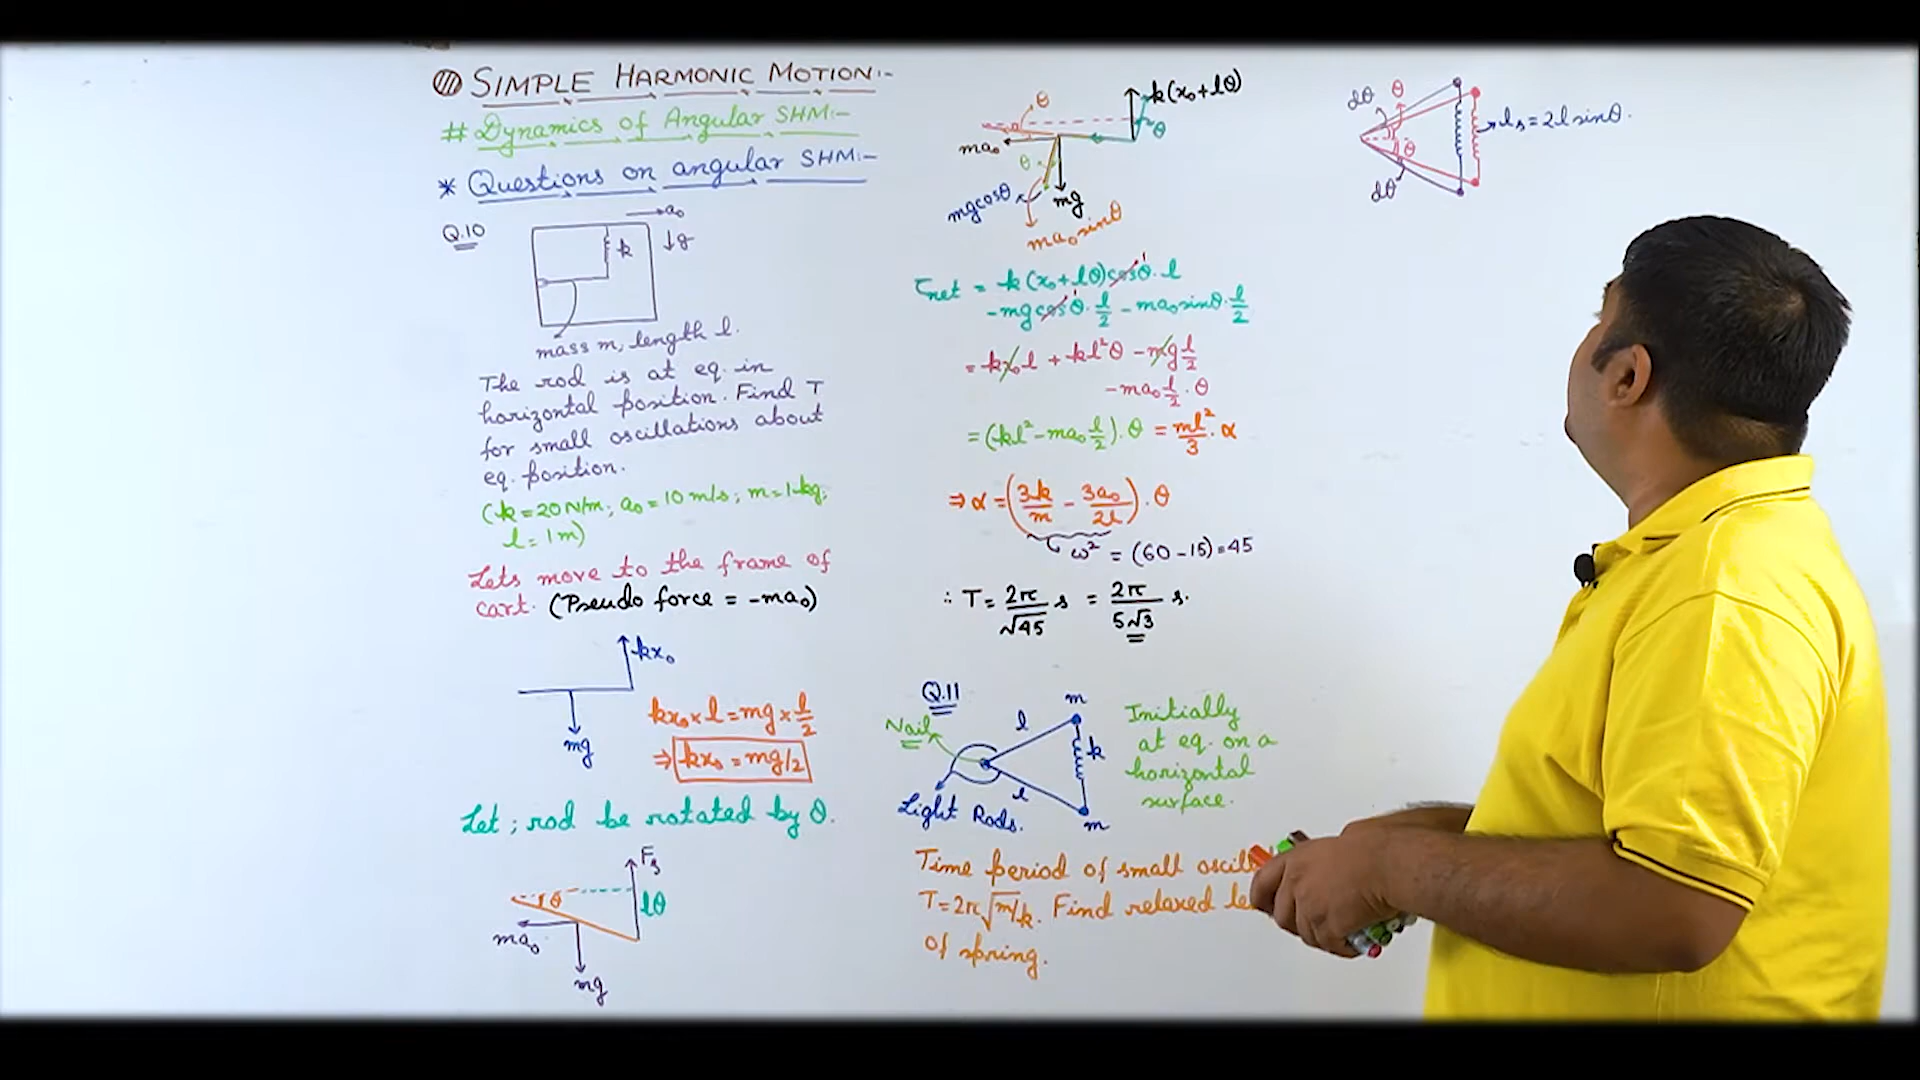 SIMPLE HARMONIC MOTION:-
# Dynamics of Angular SHM:-
* Questions on angular SHM:-
Q.10
a₀
k
↓g
mass m, length l.
The rod is at eq. in
horizontal position. Find T
for small oscillations about
eq. position.
(k = 20 N/m; a₀ = 10 m/s; m = 1 kg;
l = 1m)
Lets move to the frame of
cart. (Pseudo force = -ma₀)
kx₀
mg
kx₀ × l = mg × l/2
⇒ kx₀ = mg/2
Let ; rod be rotated by θ.
Fs
θ
lθ
ma₀
mg
k(x₀+lθ)
θ
θ
ma₀
θ
mgcosθ
mg
ma₀sinθ
τnet = k(x₀+lθ)cosθ.l
-mgcosθ.l/2 - ma₀sinθ.l/2
= kx₀l + kl²θ - mg l/2
- ma₀ l/2 . θ
= (kl² - ma₀ l/2).θ = ml²/3 . α
⇒ α = (3k/m - 3a₀/2l).θ
ω² = (60-15) = 45
∴ T = 2π/√45 s = 2π/5√3 s.
Q.11
Nail
l
m
k
l
m
Light Rods.
Initially
at eq. on a
horizontal
surface.
Time period of small
T = 2π√m/k. Find relaxed
of spring.
dθ
θ
θ
dθ
ls = 2l sinθ.